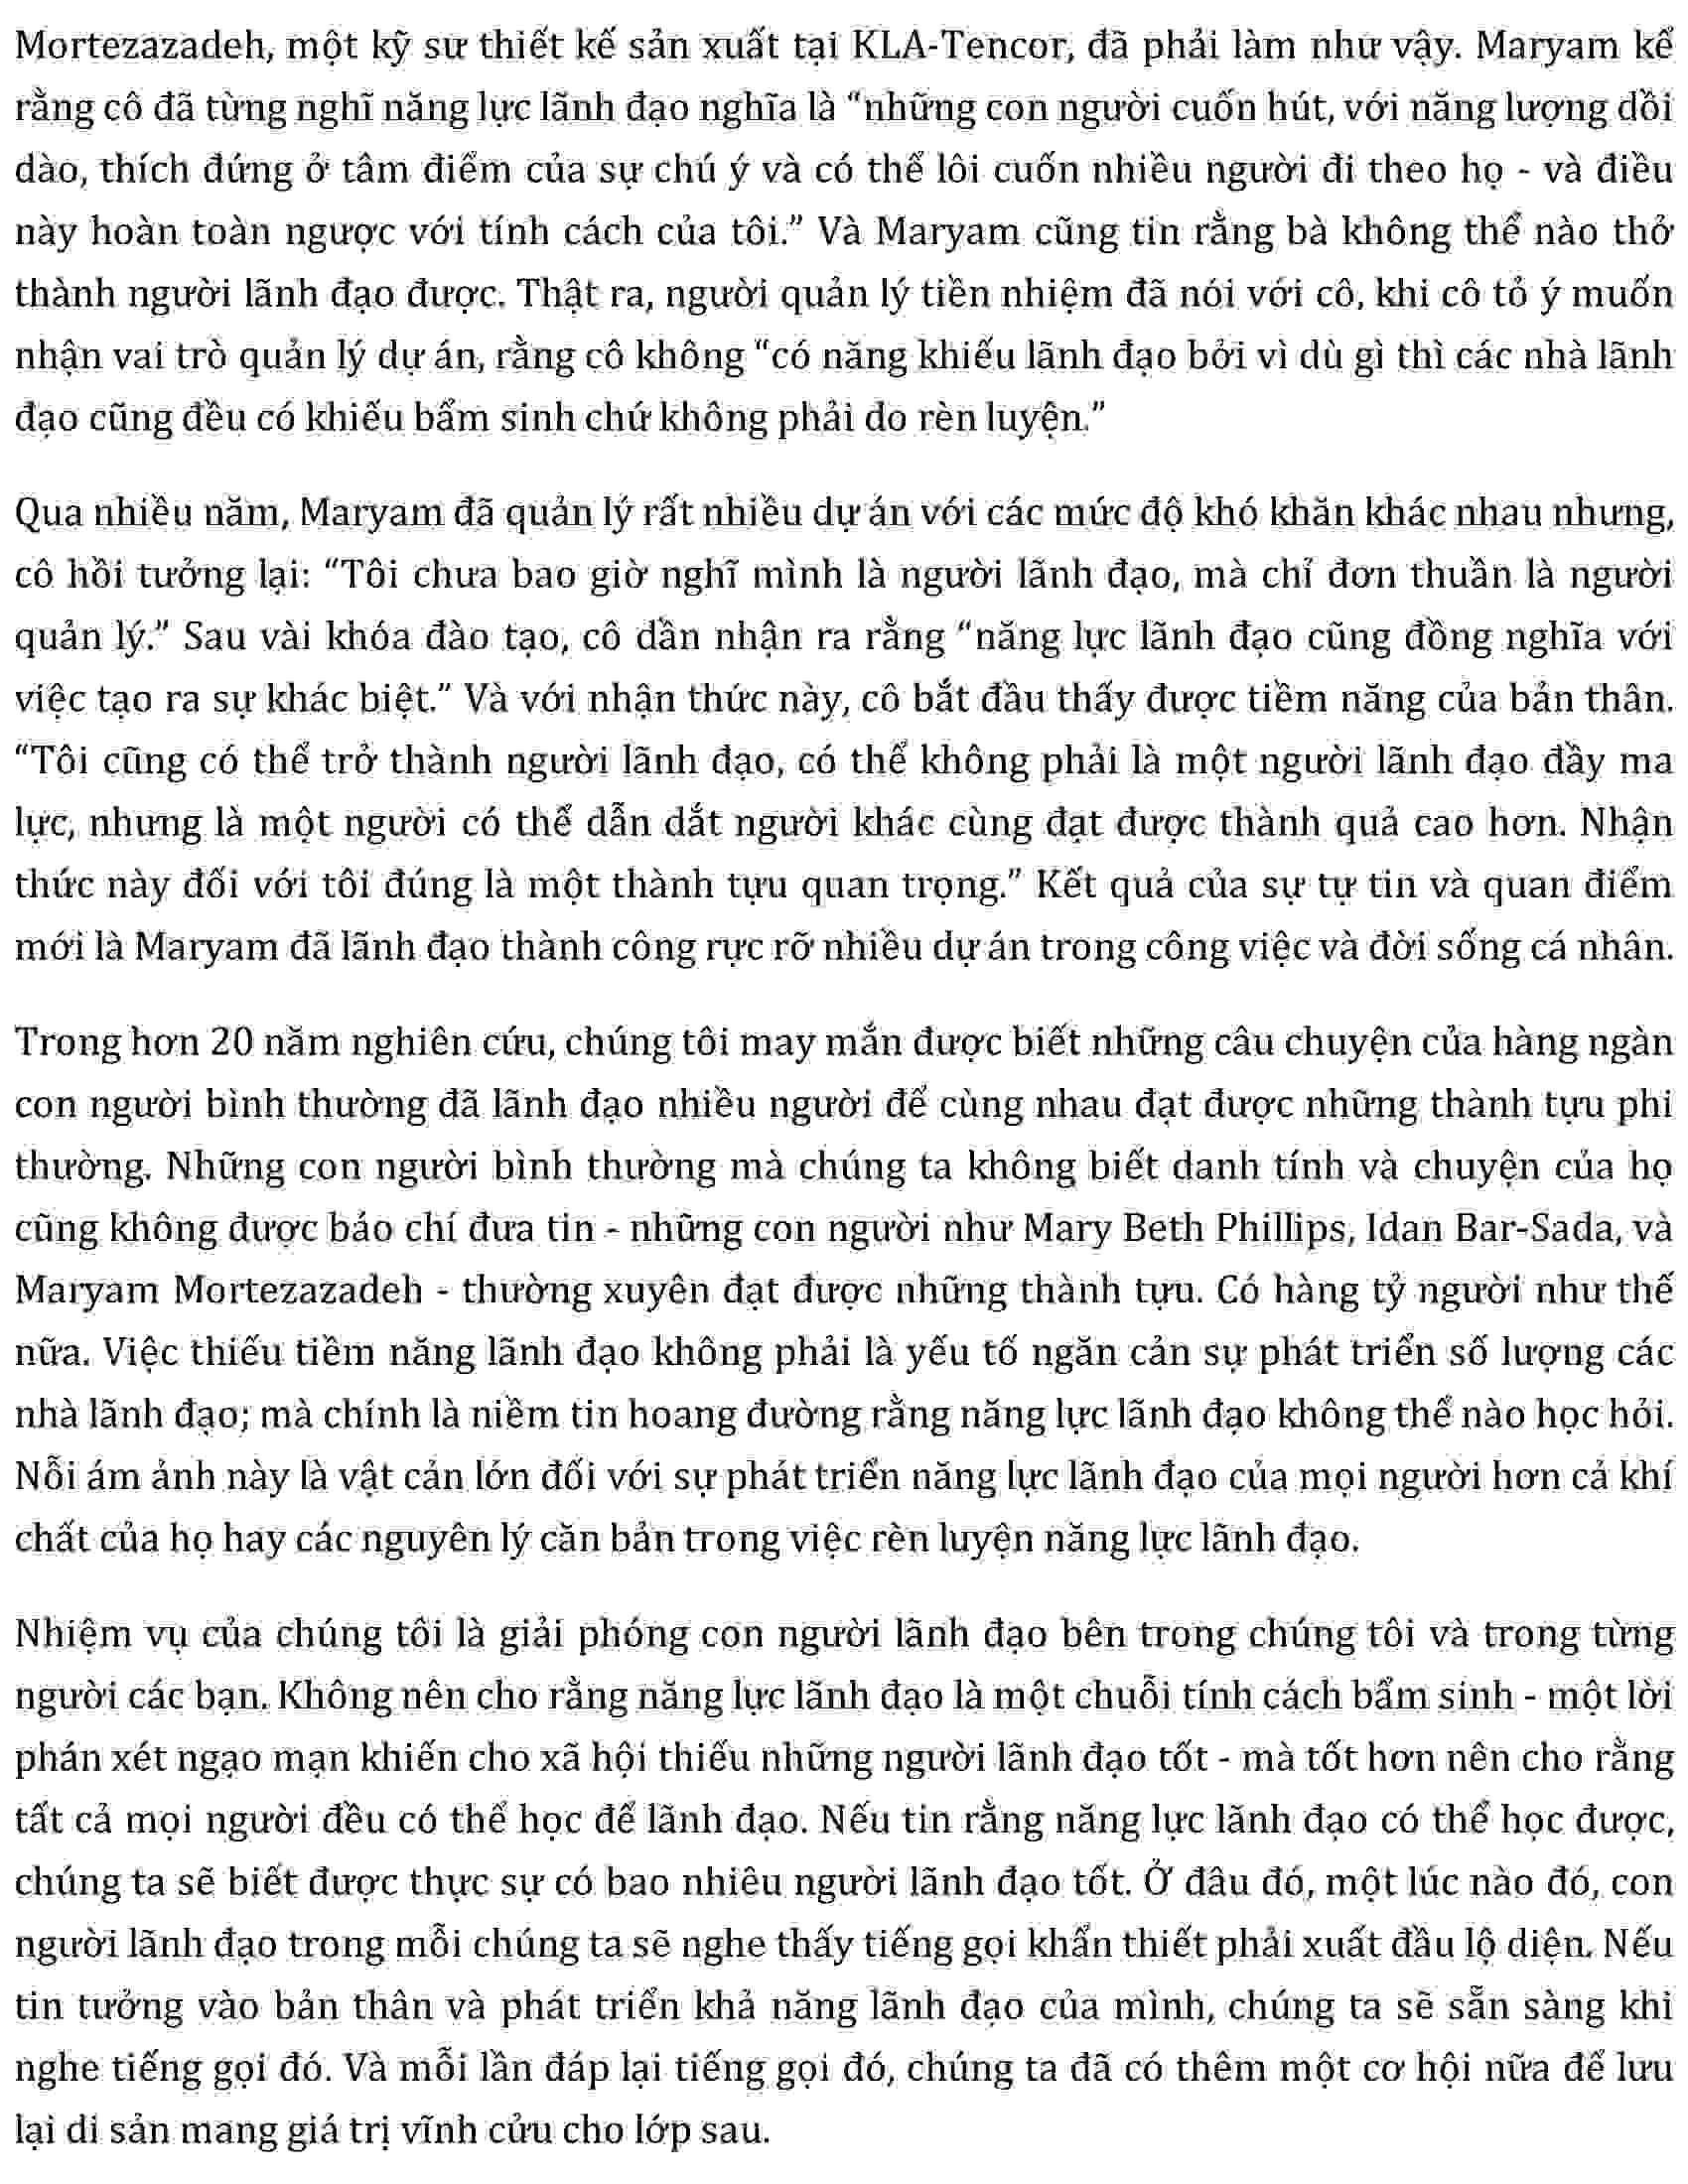 Mortezazadeh, một kỹ sư thiết kế sản xuất tại KLA-Tencor, đã phải làm như vậy. Maryam kể
rằng cô đã từng nghĩ năng lực lãnh đạo nghĩa là “những con người cuốn hút, với năng lượng dồi
dào, thích đứng ở tâm điểm của sự chú ý và có thể lôi cuốn nhiều người đi theo họ - và điều
này hoàn toàn ngược với tính cách của tôi.” Và Maryam cũng tin rằng bà không thể nào thở
thành người lãnh đạo được. Thật ra, người quản lý tiền nhiệm đã nói với cô, khi cô tỏ ý muốn
nhận vai trò quản lý dự án, rằng cô không “có năng khiếu lãnh đạo bởi vì dù gì thì các nhà lãnh
đạo cũng đều có khiếu bẩm sinh chứ không phải do rèn luyện.”
Qua nhiều năm, Maryam đã quản lý rất nhiều dự án với các mức độ khó khăn khác nhau nhưng,
cô hồi tưởng lại: “Tôi chưa bao giờ nghĩ mình là người lãnh đạo, mà chỉ đơn thuần là người
quản lý.” Sau vài khóa đào tạo, cô dần nhận ra rằng “năng lực lãnh đạo cũng đồng nghĩa với
việc tạo ra sự khác biệt.” Và với nhận thức này, cô bắt đầu thấy được tiềm năng của bản thân.
“Tôi cũng có thể trở thành người lãnh đạo, có thể không phải là một người lãnh đạo đầy ma
lực, nhưng là một người có thể dẫn dắt người khác cùng đạt được thành quả cao hơn. Nhận
thức này đối với tôi đúng là một thành tựu quan trọng.” Kết quả của sự tự tin và quan điểm
mới là Maryam đã lãnh đạo thành công rực rỡ nhiều dự án trong công việc và đời sống cá nhân.
Trong hơn 20 năm nghiên cứu, chúng tôi may mắn được biết những câu chuyện của hàng ngàn
con người bình thường đã lãnh đạo nhiều người để cùng nhau đạt được những thành tựu phi
thường. Những con người bình thường mà chúng ta không biết danh tính và chuyện của họ
cũng không được báo chí đưa tin - những con người như Mary Beth Phillips, Idan Bar-Sada, và
Maryam Mortezazadeh - thường xuyên đạt được những thành tựu. Có hàng tỷ người như thế
nữa. Việc thiếu tiềm năng lãnh đạo không phải là yếu tố ngăn cản sự phát triển số lượng các
nhà lãnh đạo; mà chính là niềm tin hoang đường rằng năng lực lãnh đạo không thể nào học hỏi.
Nỗi ám ảnh này là vật cản lớn đối với sự phát triển năng lực lãnh đạo của mọi người hơn cả khí
chất của họ hay các nguyên lý căn bản trong việc rèn luyện năng lực lãnh đạo.
Nhiệm vụ của chúng tôi là giải phóng con người lãnh đạo bên trong chúng tôi và trong từng
người các bạn. Không nên cho rằng năng lực lãnh đạo là một chuỗi tính cách bẩm sinh - một lời
phán xét ngạo mạn khiến cho xã hội thiếu những người lãnh đạo tốt - mà tốt hơn nên cho rằng
tất cả mọi người đều có thể học để lãnh đạo. Nếu tin rằng năng lực lãnh đạo có thể học được,
chúng ta sẽ biết được thực sự có bao nhiêu người lãnh đạo tốt. Ở đâu đó, một lúc nào đó, con
người lãnh đạo trong mỗi chúng ta sẽ nghe thấy tiếng gọi khẩn thiết phải xuất đầu lộ diện. Nếu
tin tưởng vào bản thân và phát triển khả năng lãnh đạo của mình, chúng ta sẽ sẵn sàng khi
nghe tiếng gọi đó. Và mỗi lần đáp lại tiếng gọi đó, chúng ta đã có thêm một cơ hội nữa để lưu
lại di sản mang giá trị vĩnh cửu cho lớp sau.